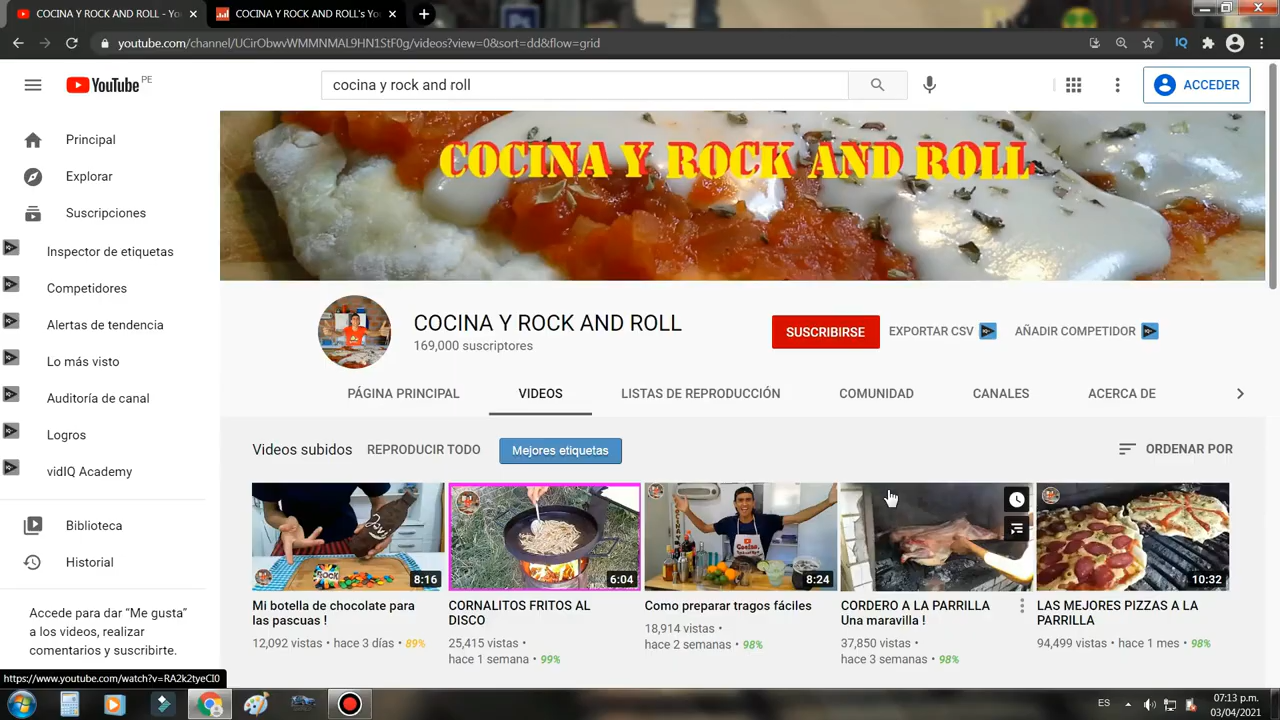 COCINA Y ROCK AND ROLL - Yo
COCINA Y ROCK AND ROLL's Yo
youtube.com/channel/UCirObwvWMMNMAL9HN1StF0g/videos?view=0&sort=dd&flow=grid
YouTube PE
cocina y rock and roll
ACCEDER
Principal
Explorar
Suscripciones
Inspector de etiquetas
Competidores
Alertas de tendencia
Lo más visto
Auditoría de canal
Logros
vidIQ Academy
Biblioteca
Historial
Accede para dar “Me gusta”
a los videos, realizar
comentarios y suscribirte.
COCINA Y ROCK AND ROLL
COCINA Y ROCK AND ROLL
169,000 suscriptores
SUSCRIBIRSE
EXPORTAR CSV
AÑADIR COMPETIDOR
PÁGINA PRINCIPAL
VIDEOS
LISTAS DE REPRODUCCIÓN
COMUNIDAD
CANALES
ACERCA DE
Videos subidos
REPRODUCIR TODO
Mejores etiquetas
ORDENAR POR
8:16
Mi botella de chocolate para
las pascuas !
12,092 vistas • hace 3 días • 89%
6:04
CORNALITOS FRITOS AL
DISCO
25,415 vistas •
hace 1 semana • 99%
8:24
Como preparar tragos fáciles
18,914 vistas •
hace 2 semanas • 98%
CORDERO A LA PARRILLA
Una maravilla !
37,850 vistas •
hace 3 semanas • 98%
10:32
LAS MEJORES PIZZAS A LA
PARRILLA
94,499 vistas • hace 1 mes • 98%
https://www.youtube.com/watch?v=RA2k2tyeCI0
ES
07:13 p.m.
03/04/2021